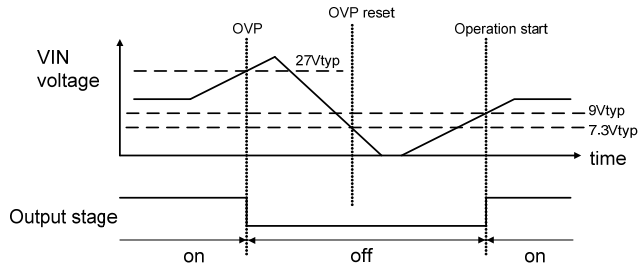 OVP reset
OVP
Operation start
VIN
voltage
27Vtyp
9Vtyp
7.3Vtyp
time
Output stage
on
off
on